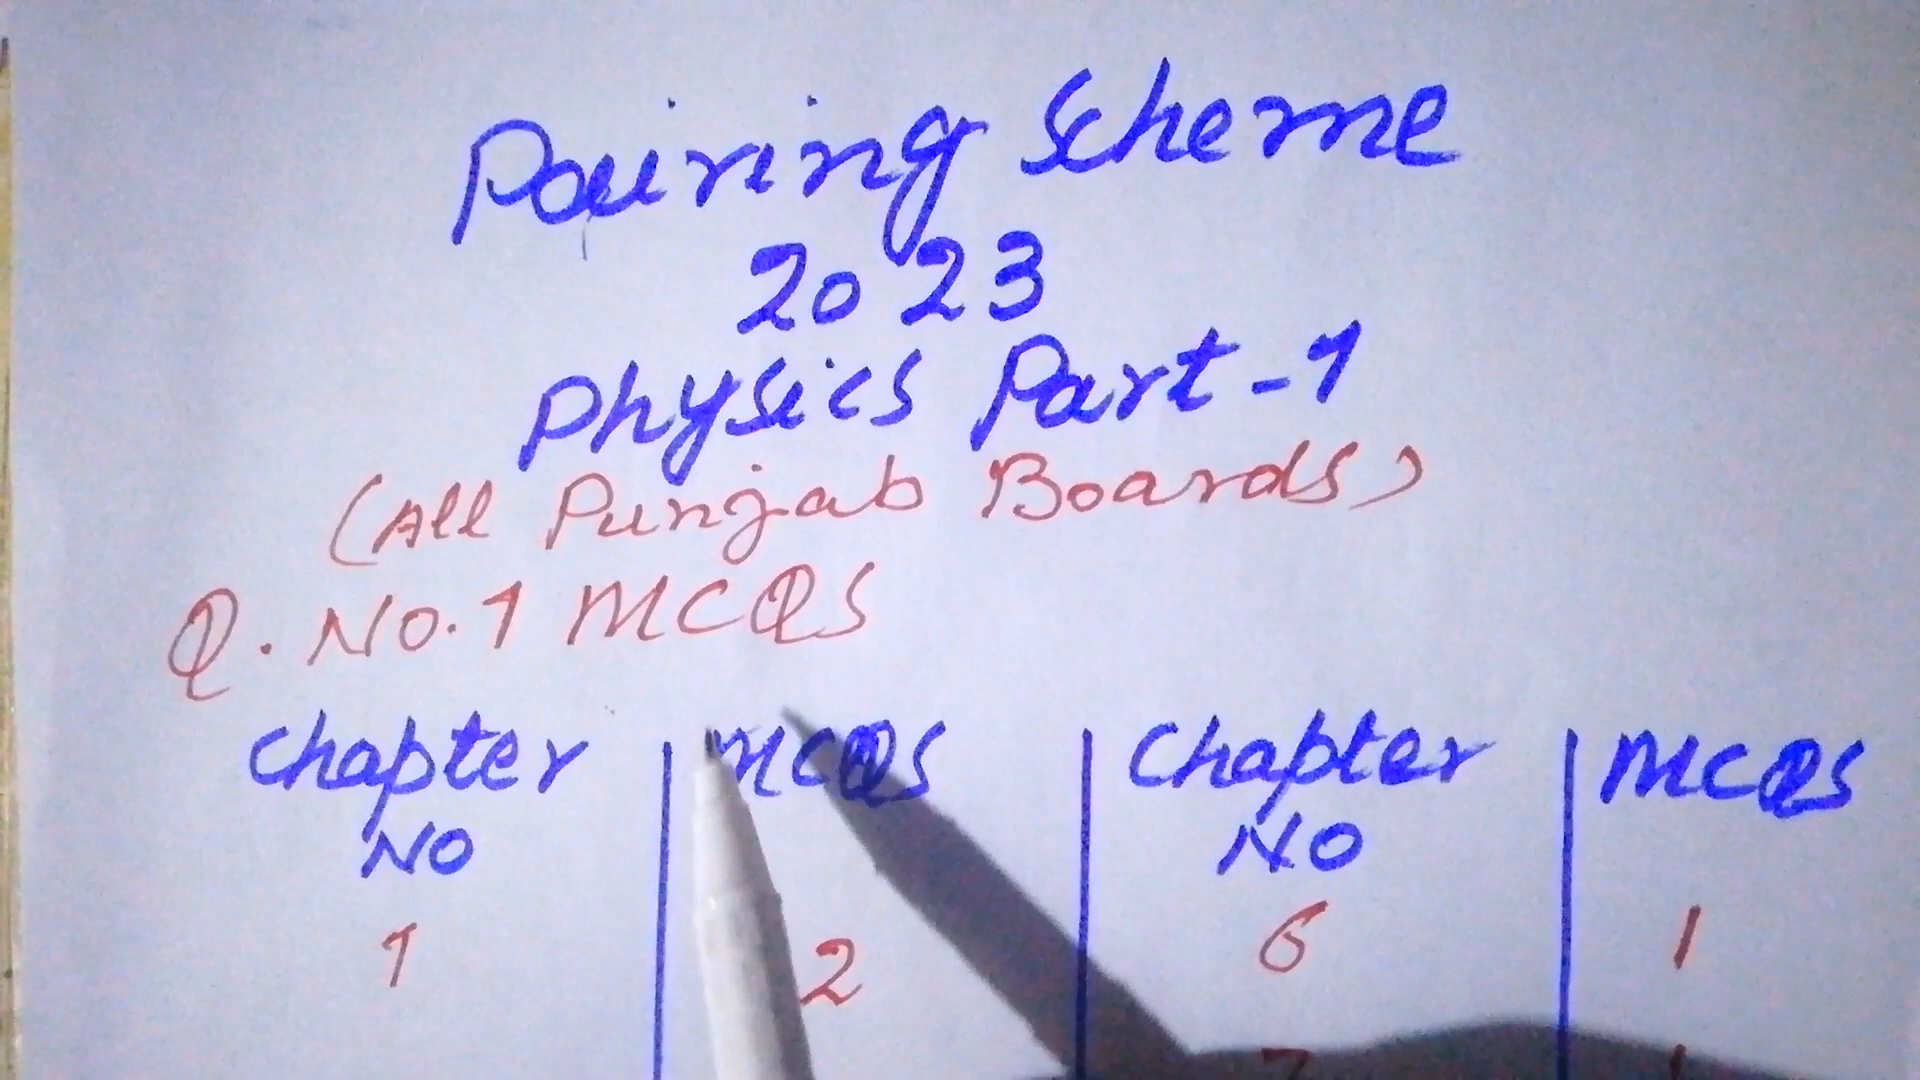 Pairing Scheme
2023
Physics Part-1
(All Punjab Boards)
Q. No. 1 MCQS
Chapter No | MCQS | Chapter No | MCQS
1 | 2 | 6 | 1